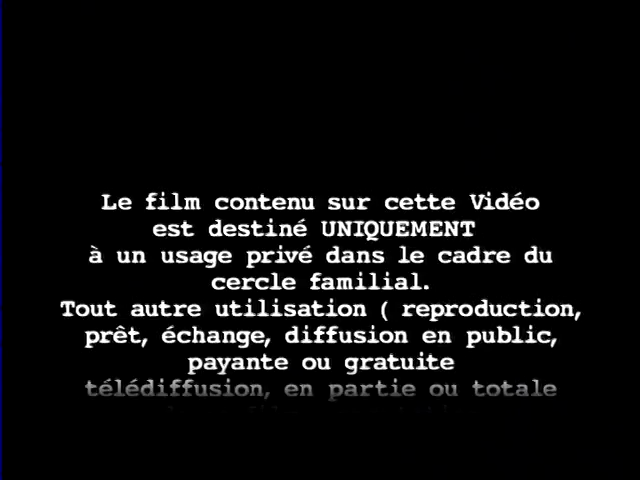 Le film contenu sur cette Vidéo
est destiné UNIQUEMENT
à un usage privé dans le cadre du
cercle familial.
Tout autre utilisation ( reproduction,
prêt, échange, diffusion en public,
payante ou gratuite
télédiffusion, en partie ou totale